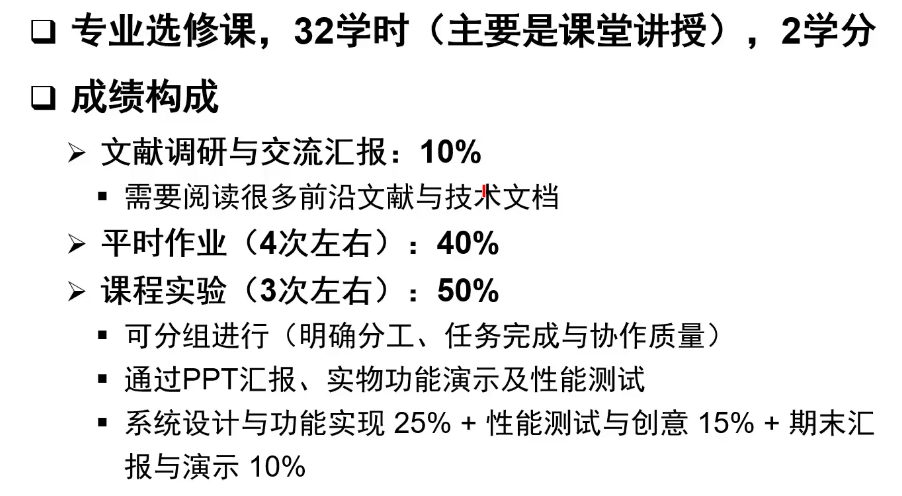 ❑ 专业选修课，32学时（主要是课堂讲授），2学分
❑ 成绩构成
➢ 文献调研与交流汇报：10%
▪ 需要阅读很多前沿文献与技术文档
➢ 平时作业（4次左右）：40%
➢ 课程实验（3次左右）：50%
▪ 可分组进行（明确分工、任务完成与协作质量）
▪ 通过PPT汇报、实物功能演示及性能测试
▪ 系统设计与功能实现 25% + 性能测试与创意 15% + 期末汇
报与演示 10%